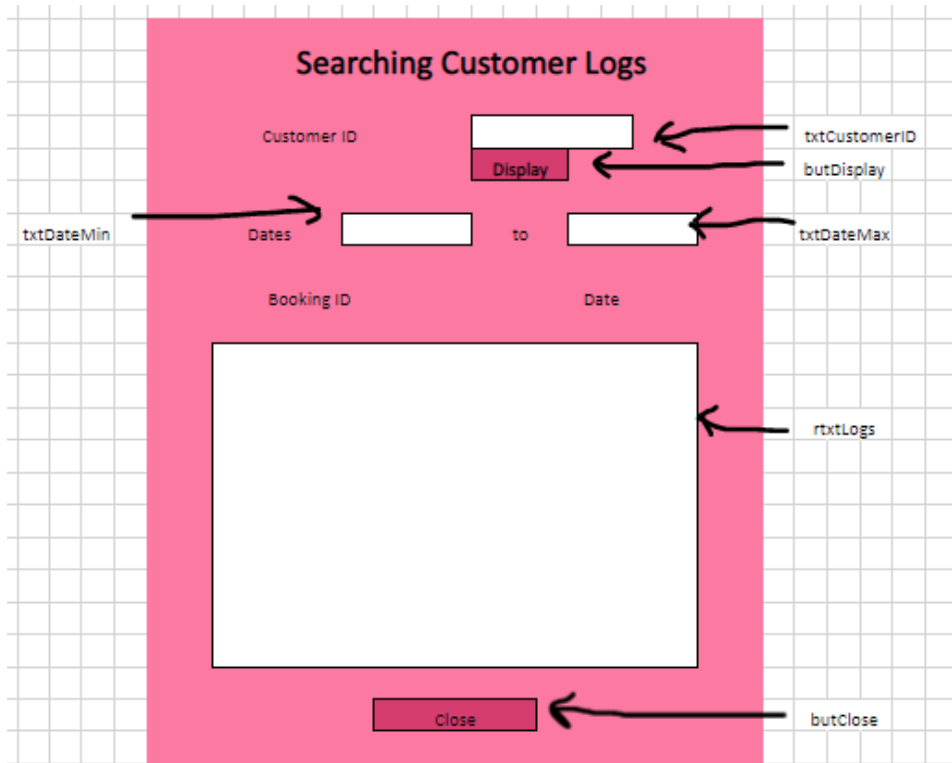 Searching Customer Logs
Customer ID
txtCustomerID
Display
butDisplay
txtDateMin
Dates
to
txtDateMax
Booking ID
Date
rtxtLogs
Close
butClose